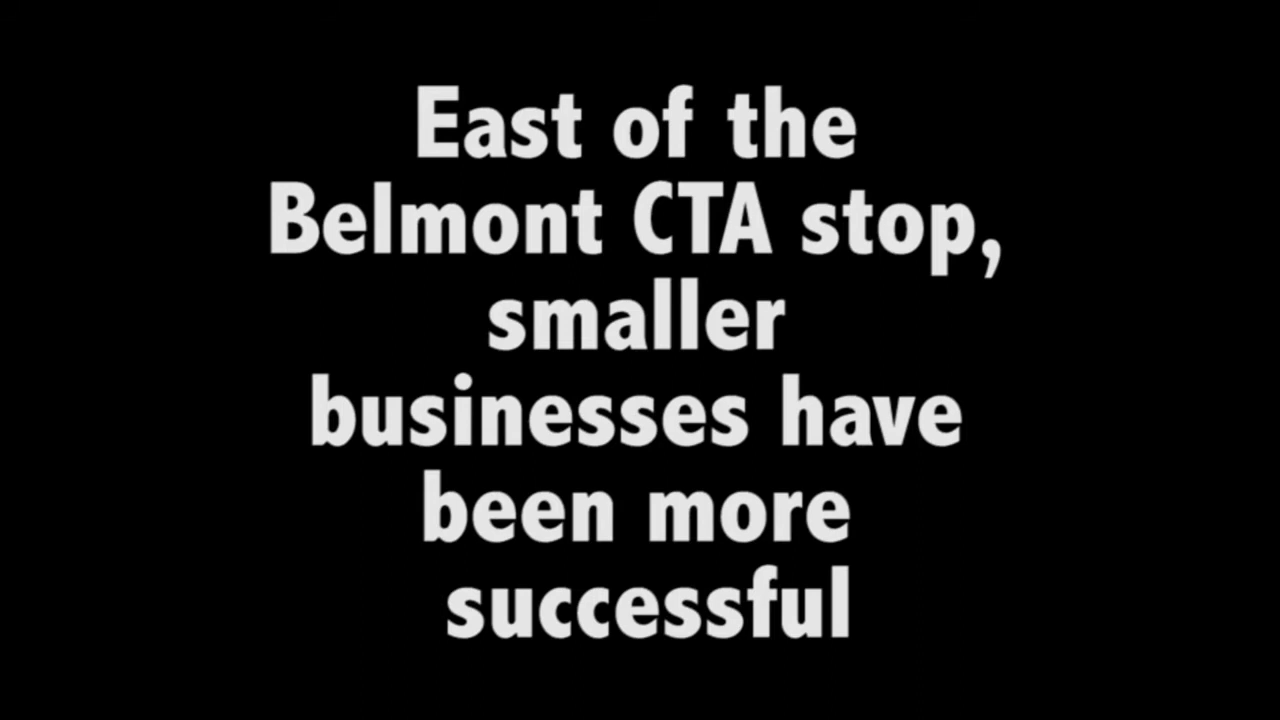 East of the
Belmont CTA stop,
smaller
businesses have
been more
successful